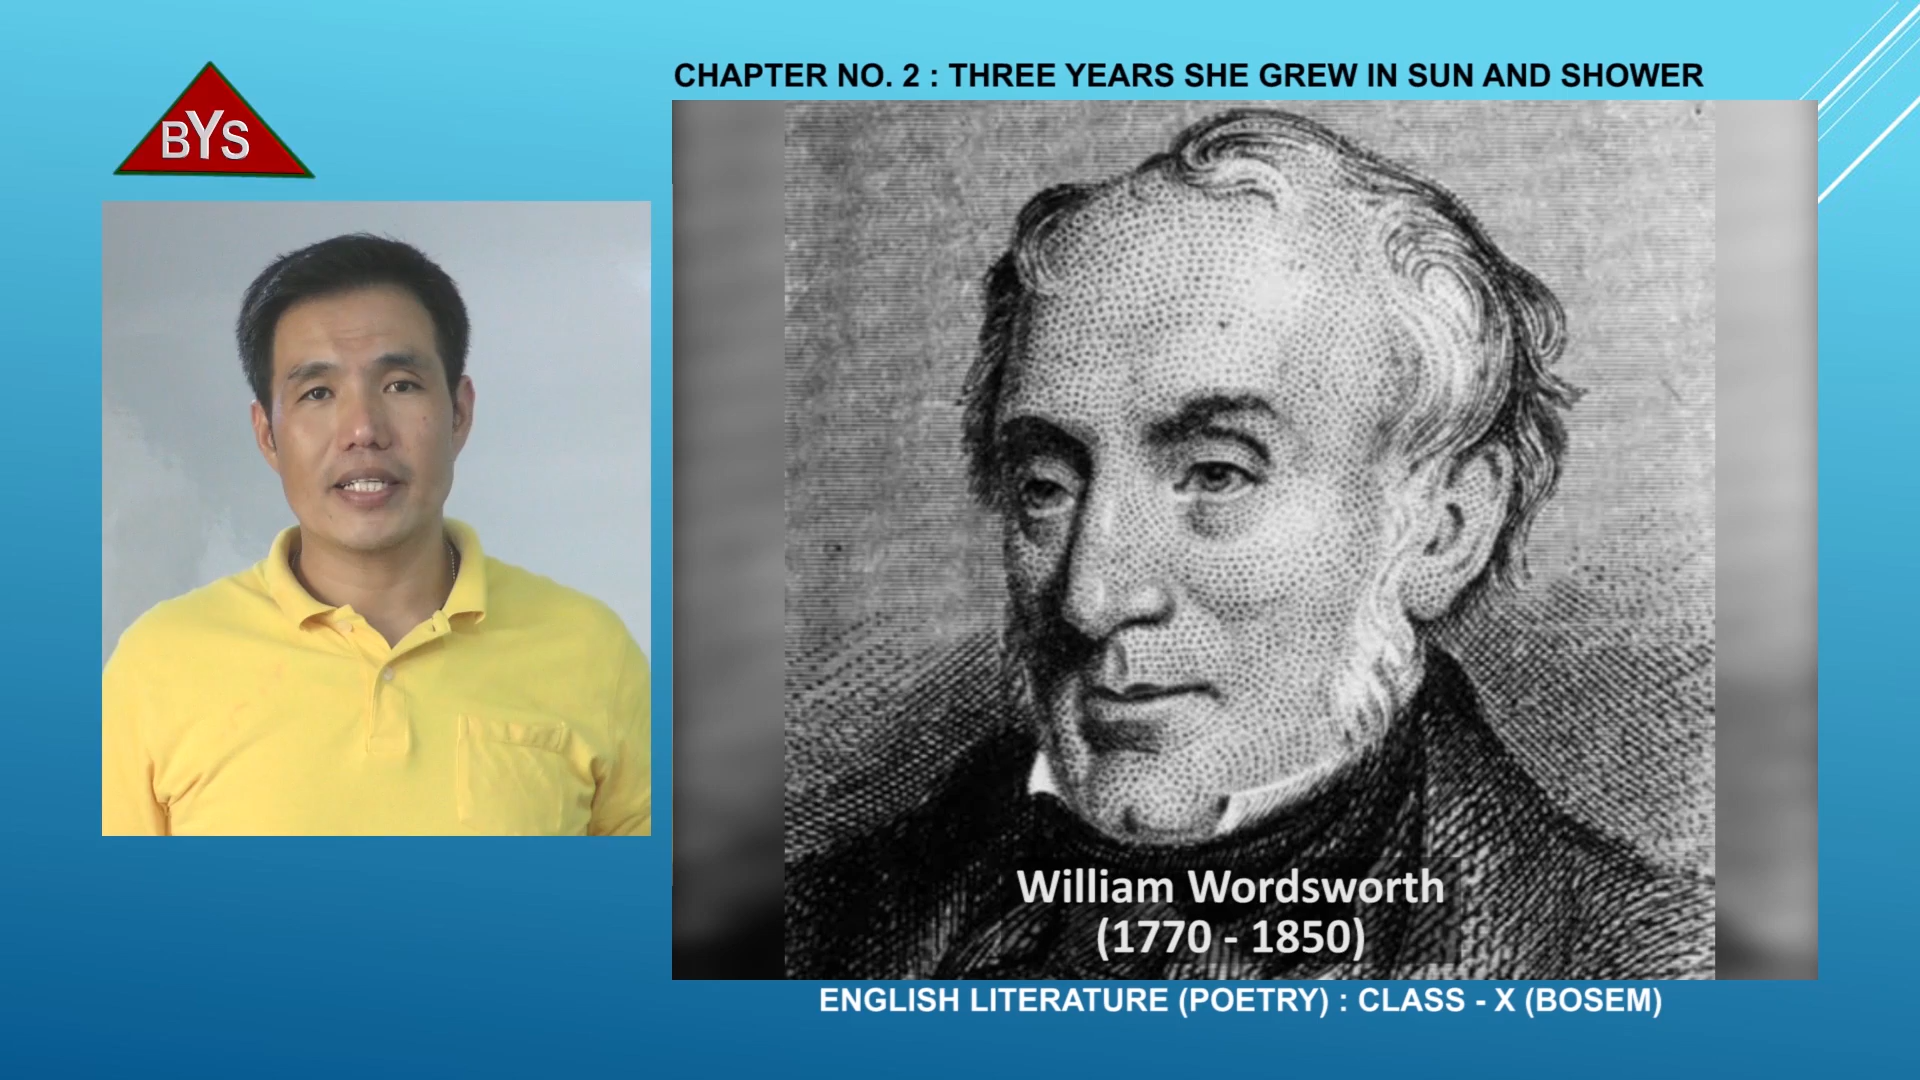 BYS
CHAPTER NO. 2 : THREE YEARS SHE GREW IN SUN AND SHOWER
William Wordsworth
(1770 - 1850)
ENGLISH LITERATURE (POETRY) : CLASS - X (BOSEM)